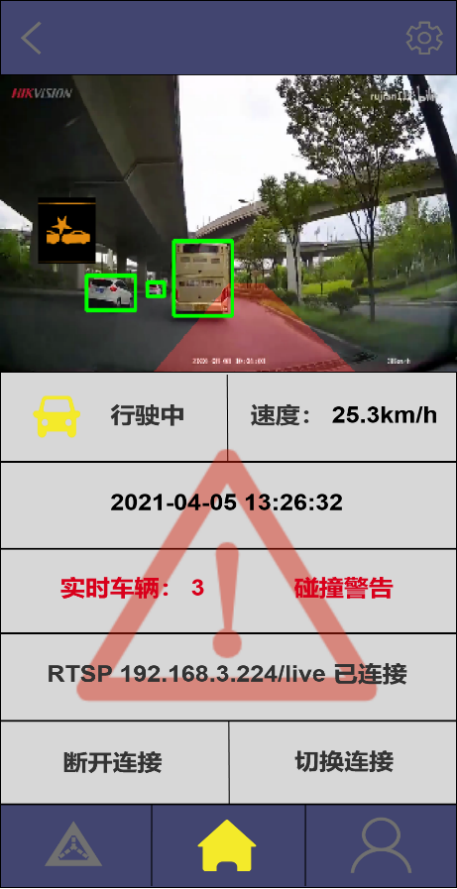 HIKVISION
行驶中
速度： 25.3km/h
2021-04-05 13:26:32
实时车辆： 3
碰撞警告
RTSP 192.168.3.224/live 已连接
断开连接
切换连接